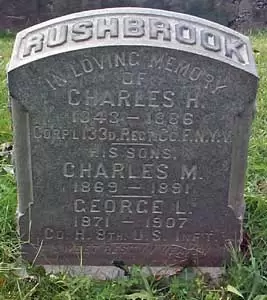 RUSHBROOK
IN LOVING MEMORY
OF
CHARLES H.
1843 – 1886
CORPL 133D. REGT. CO. F. N.Y.V.
HIS SONS.
CHARLES M.
1869 – 1891.
GEORGE L.
1871 – 1907
CO. H. 8TH. U.S. INFT.